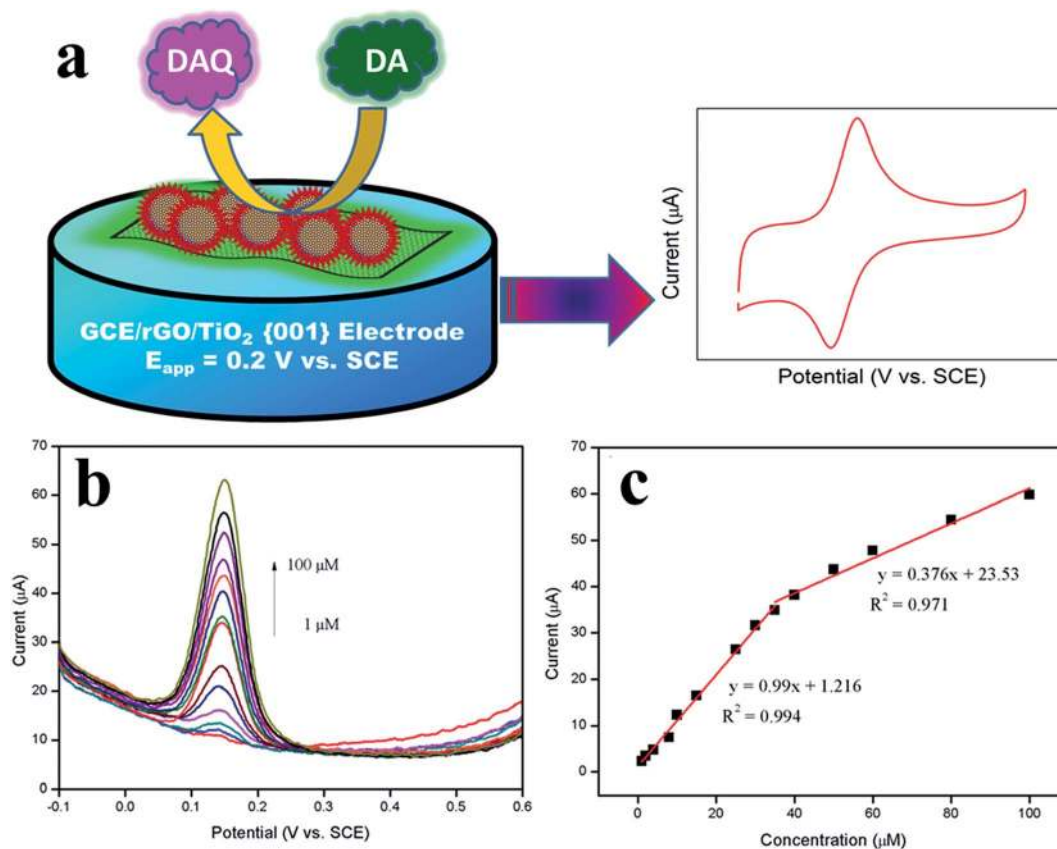 a
DAQ
DA
GCE/rGO/TiO₂ {001} Electrode
E_app = 0.2 V vs. SCE
Current (µA)
Potential (V vs. SCE)
b
70
60
50
40
30
20
10
0
Current (µA)
100 µM
1 µM
-0.1 0.0 0.1 0.2 0.3 0.4 0.5 0.6
Potential (V vs. SCE)
c
70
60
50
40
30
20
10
0
Current (µA)
y = 0.376x + 23.53
R² = 0.971
y = 0.99x + 1.216
R² = 0.994
0 20 40 60 80 100
Concentration (µM)